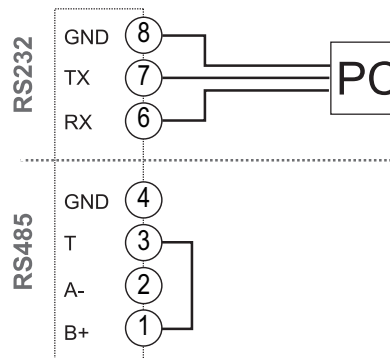 RS232
GND 8
TX 7
RX 6
PC
RS485
GND 4
T 3
A- 2
B+ 1